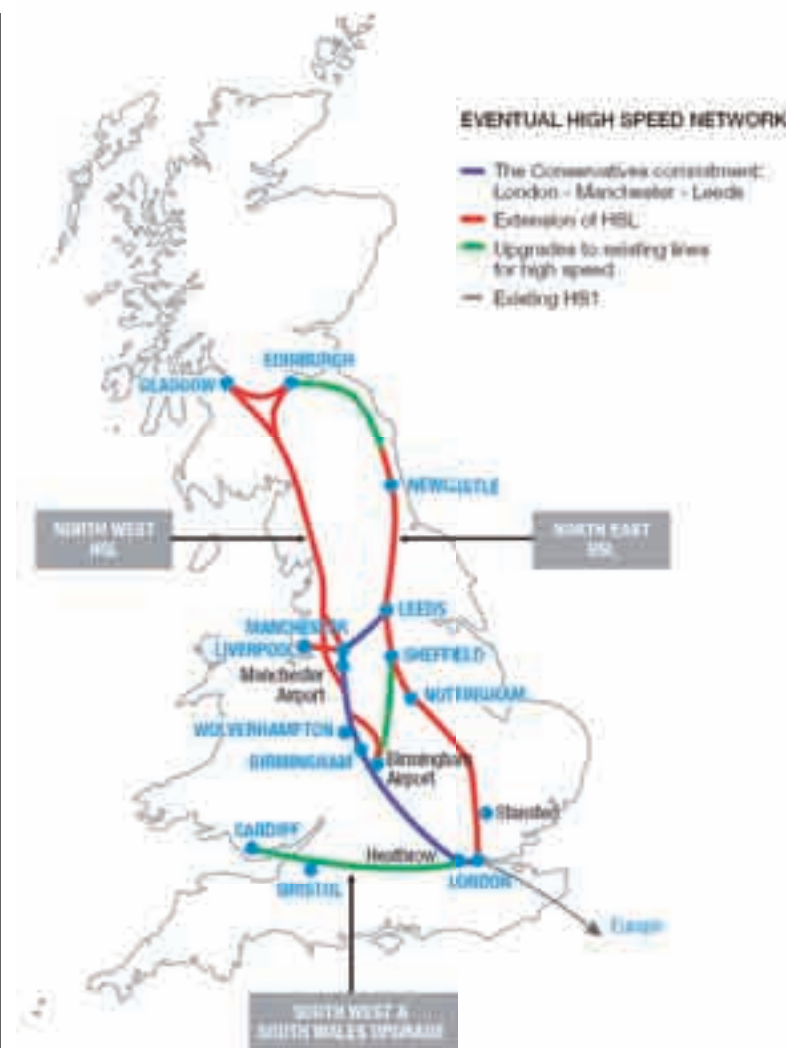 EVENTUAL HIGH SPEED NETWORK
The Conservatives commitment:
London - Manchester - Leeds
Extension of HSL
Upgrades to existing lines
for high speed
Existing HS1
EDINBURGH
GLASGOW
NEWCASTLE
NORTH WEST
HSL
NORTH EAST
HSL
LEEDS
MANCHESTER
LIVERPOOL
SHEFFIELD
Manchester
Airport
NOTTINGHAM
WOLVERHAMPTON
BIRMINGHAM
Birmingham
Airport
Stansted
CARDIFF
Heathrow
LONDON
BRISTOL
Europe
SOUTH WEST &
SOUTH WALES UPGRADE